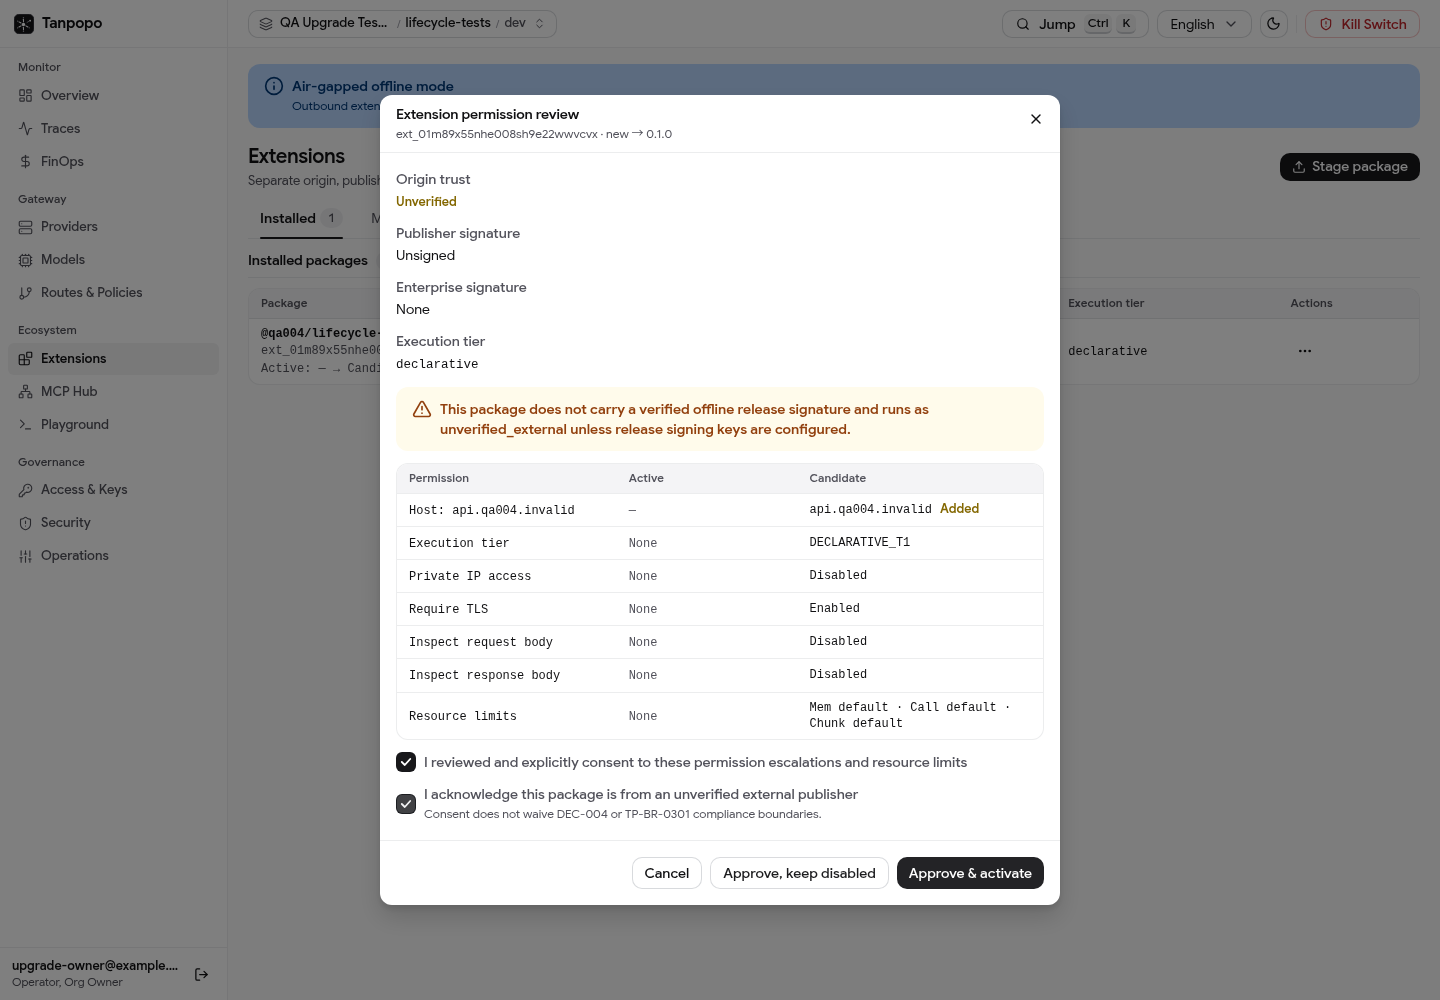 Tanpopo
QA Upgrade Tes... / lifecycle-tests / dev
Jump Ctrl K
English
Kill Switch
Monitor
Overview
Traces
FinOps
Gateway
Providers
Models
Routes & Policies
Ecosystem
Extensions
MCP Hub
Playground
Governance
Access & Keys
Security
Operations
upgrade-owner@example....
Operator, Org Owner
Air-gapped offline mode
Outbound
Extensions
Separate origin,
Stage package
Installed 1
Installed packages
Package
Execution tier
Actions
@qa004/lifecycle-
ext_01m89x55nhe00
declarative
Active: — →
Extension permission review
ext_01m89x55nhe008sh9e22wwvcvx · new → 0.1.0
Origin trust
Unverified
Publisher signature
Unsigned
Enterprise signature
None
Execution tier
declarative
This package does not carry a verified offline release signature and runs as
unverified_external unless release signing keys are configured.
Permission Active Candidate
Host: api.qa004.invalid — api.qa004.invalid Added
Execution tier None DECLARATIVE_T1
Private IP access None Disabled
Require TLS None Enabled
Inspect request body None Disabled
Inspect response body None Disabled
Resource limits None Mem default · Call default ·
Chunk default
I reviewed and explicitly consent to these permission escalations and resource limits
I acknowledge this package is from an unverified external publisher
Consent does not waive DEC-004 or TP-BR-0301 compliance boundaries.
Cancel
Approve, keep disabled
Approve & activate